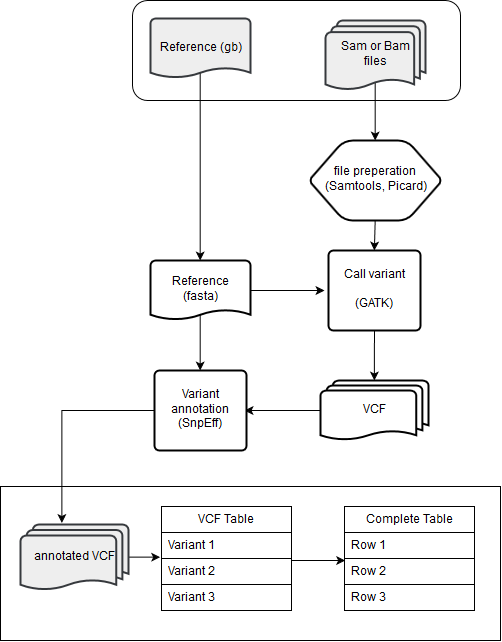 Reference (gb)
Sam or Bam
files
file preperation
(Samtools, Picard)
Reference
(fasta)
Call variant
(GATK)
Variant
annotation
(SnpEff)
VCF
annotated VCF
VCF Table
Variant 1
Variant 2
Variant 3
Complete Table
Row 1
Row 2
Row 3